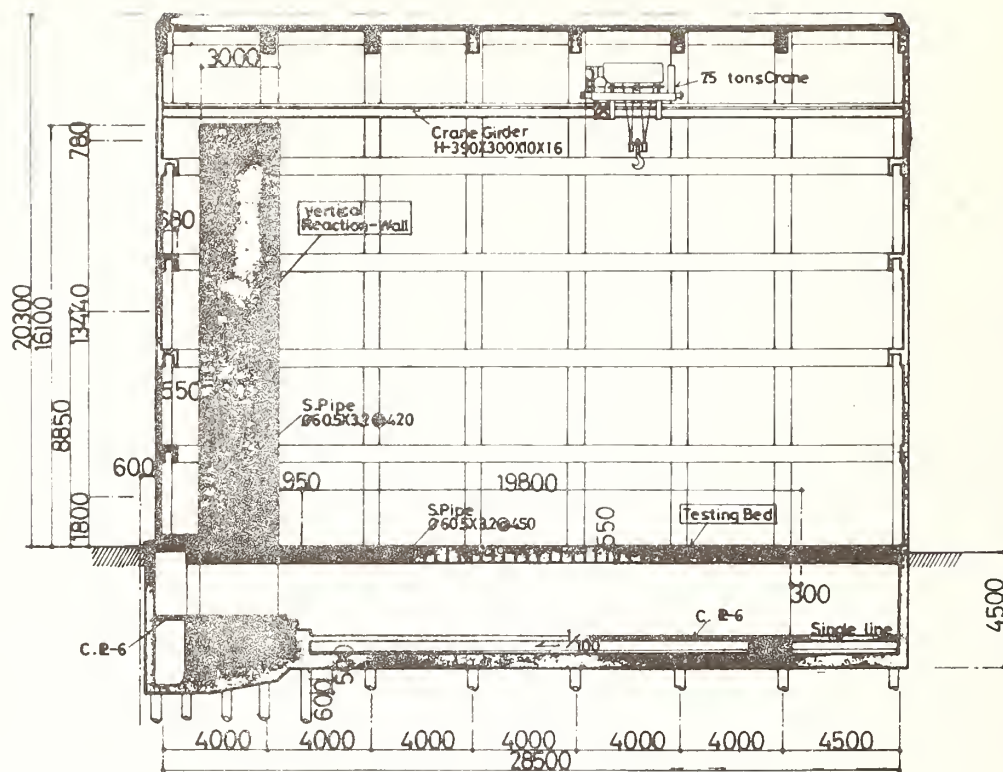 3000
75 tons Crane
Crane Girder
H-390X300X10X16
780
Vertical
Reaction-Wall
680
20300
16100
13440
8850
550
S.Pipe
Ø60.5X3.2@420
600
950
19800
1800
S.Pipe
Ø60.5X3.2@450
550
Testing Bed
300
4500
C.R-6
C.R-6
Single line
1/100
500
600
4000
4000
4000
4000
4000
4000
4500
28500